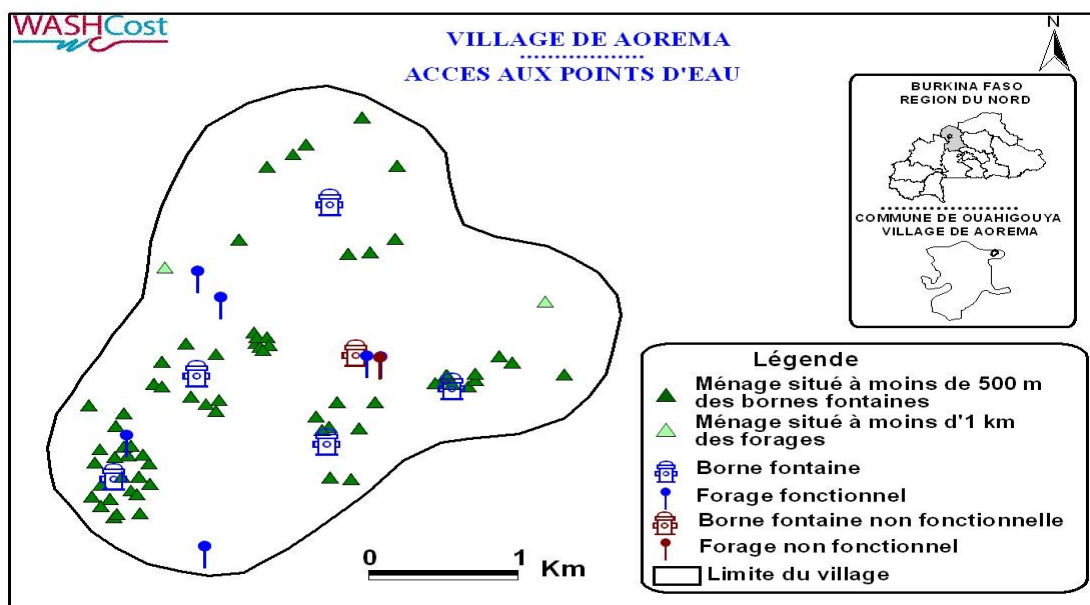 WASHCost
VILLAGE DE AOREMA
ACCES AUX POINTS D'EAU
N
BURKINA FASO
REGION DU NORD
COMMUNE DE OUAHIGOUYA
VILLAGE DE AOREMA
Légende
Ménage situé à moins de 500 m
des bornes fontaines
Ménage situé à moins d'1 km
des forages
Borne fontaine
Forage fonctionnel
Borne fontaine non fonctionnelle
Forage non fonctionnel
Limite du village
0 1
Km